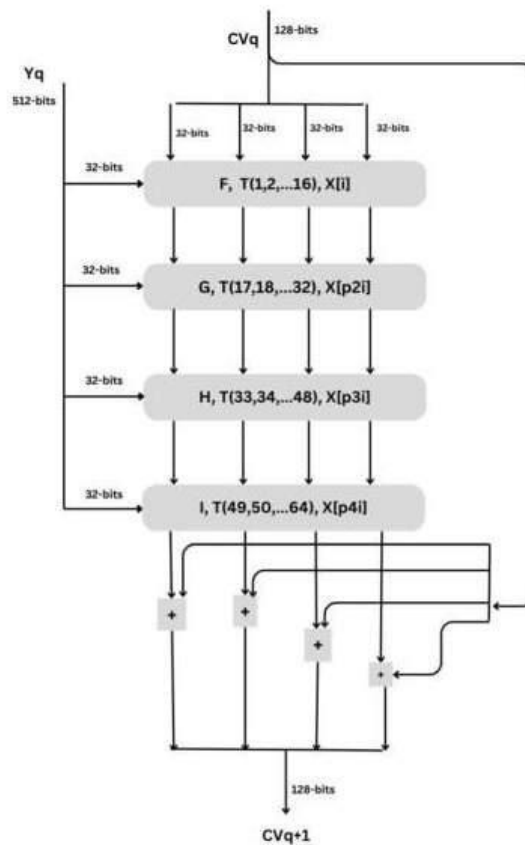 128-bits
CVq
Yq
512-bits
32-bits 32-bits 32-bits 32-bits
32-bits
F, T(1,2,...16), X[i]
32-bits
G, T(17,18,...32), X[p2i]
32-bits
H, T(33,34,...48), X[p3i]
32-bits
I, T(49,50,...64), X[p4i]
+
+
+
+
128-bits
CVq+1